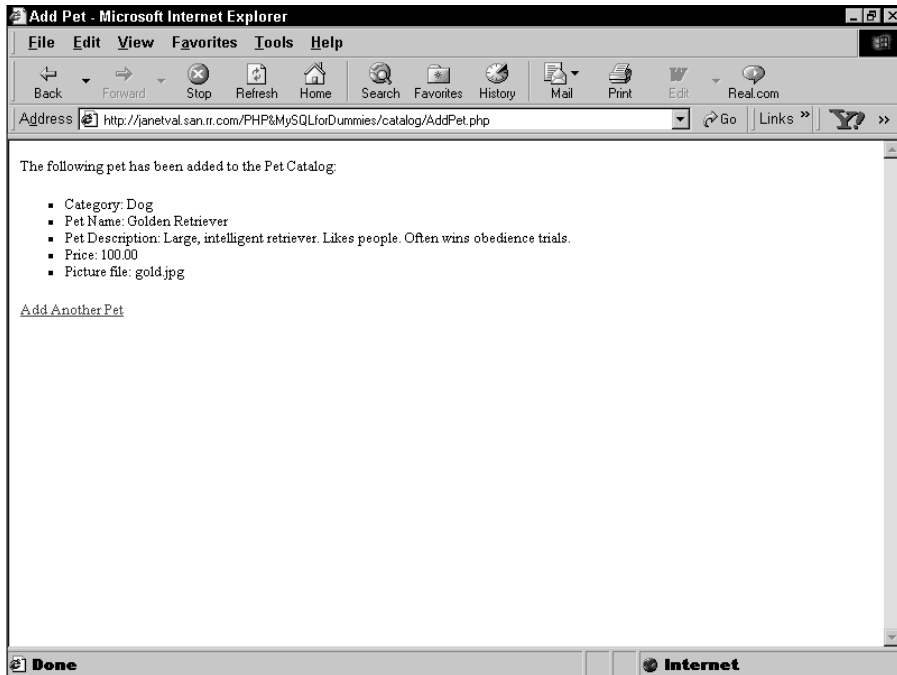 Add Pet - Microsoft Internet Explorer
File Edit View Favorites Tools Help
Back Forward Stop Refresh Home Search Favorites History Mail Print Edit Real.com
Address http://janetval.san.rr.com/PHP&MySQLforDummies/catalog/AddPet.php Go Links » Y? »
The following pet has been added to the Pet Catalog:
Category: Dog
Pet Name: Golden Retriever
Pet Description: Large, intelligent retriever. Likes people. Often wins obedience trials.
Price: 100.00
Picture file: gold.jpg
Add Another Pet
Done Internet